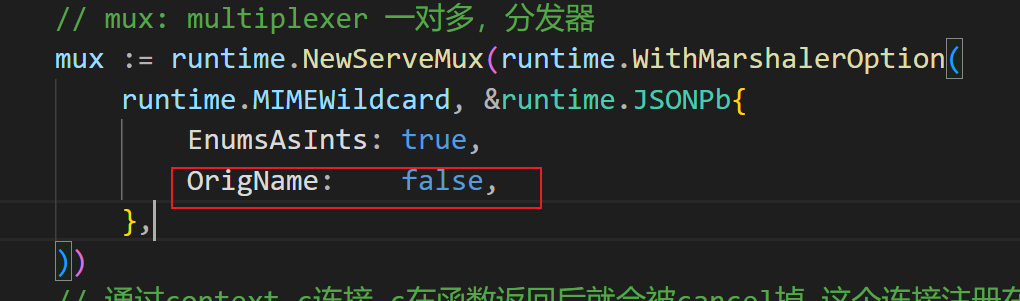 // mux: multiplexer 一对多，分发器
mux := runtime.NewServeMux(runtime.WithMarshalerOption(
runtime.MIMEWildcard, &runtime.JSONPb{
EnumsAsInts: true,
OrigName: false,
},
))
// 通过context c连接 c在函数返回后就会被cancel掉 这个连接注册在